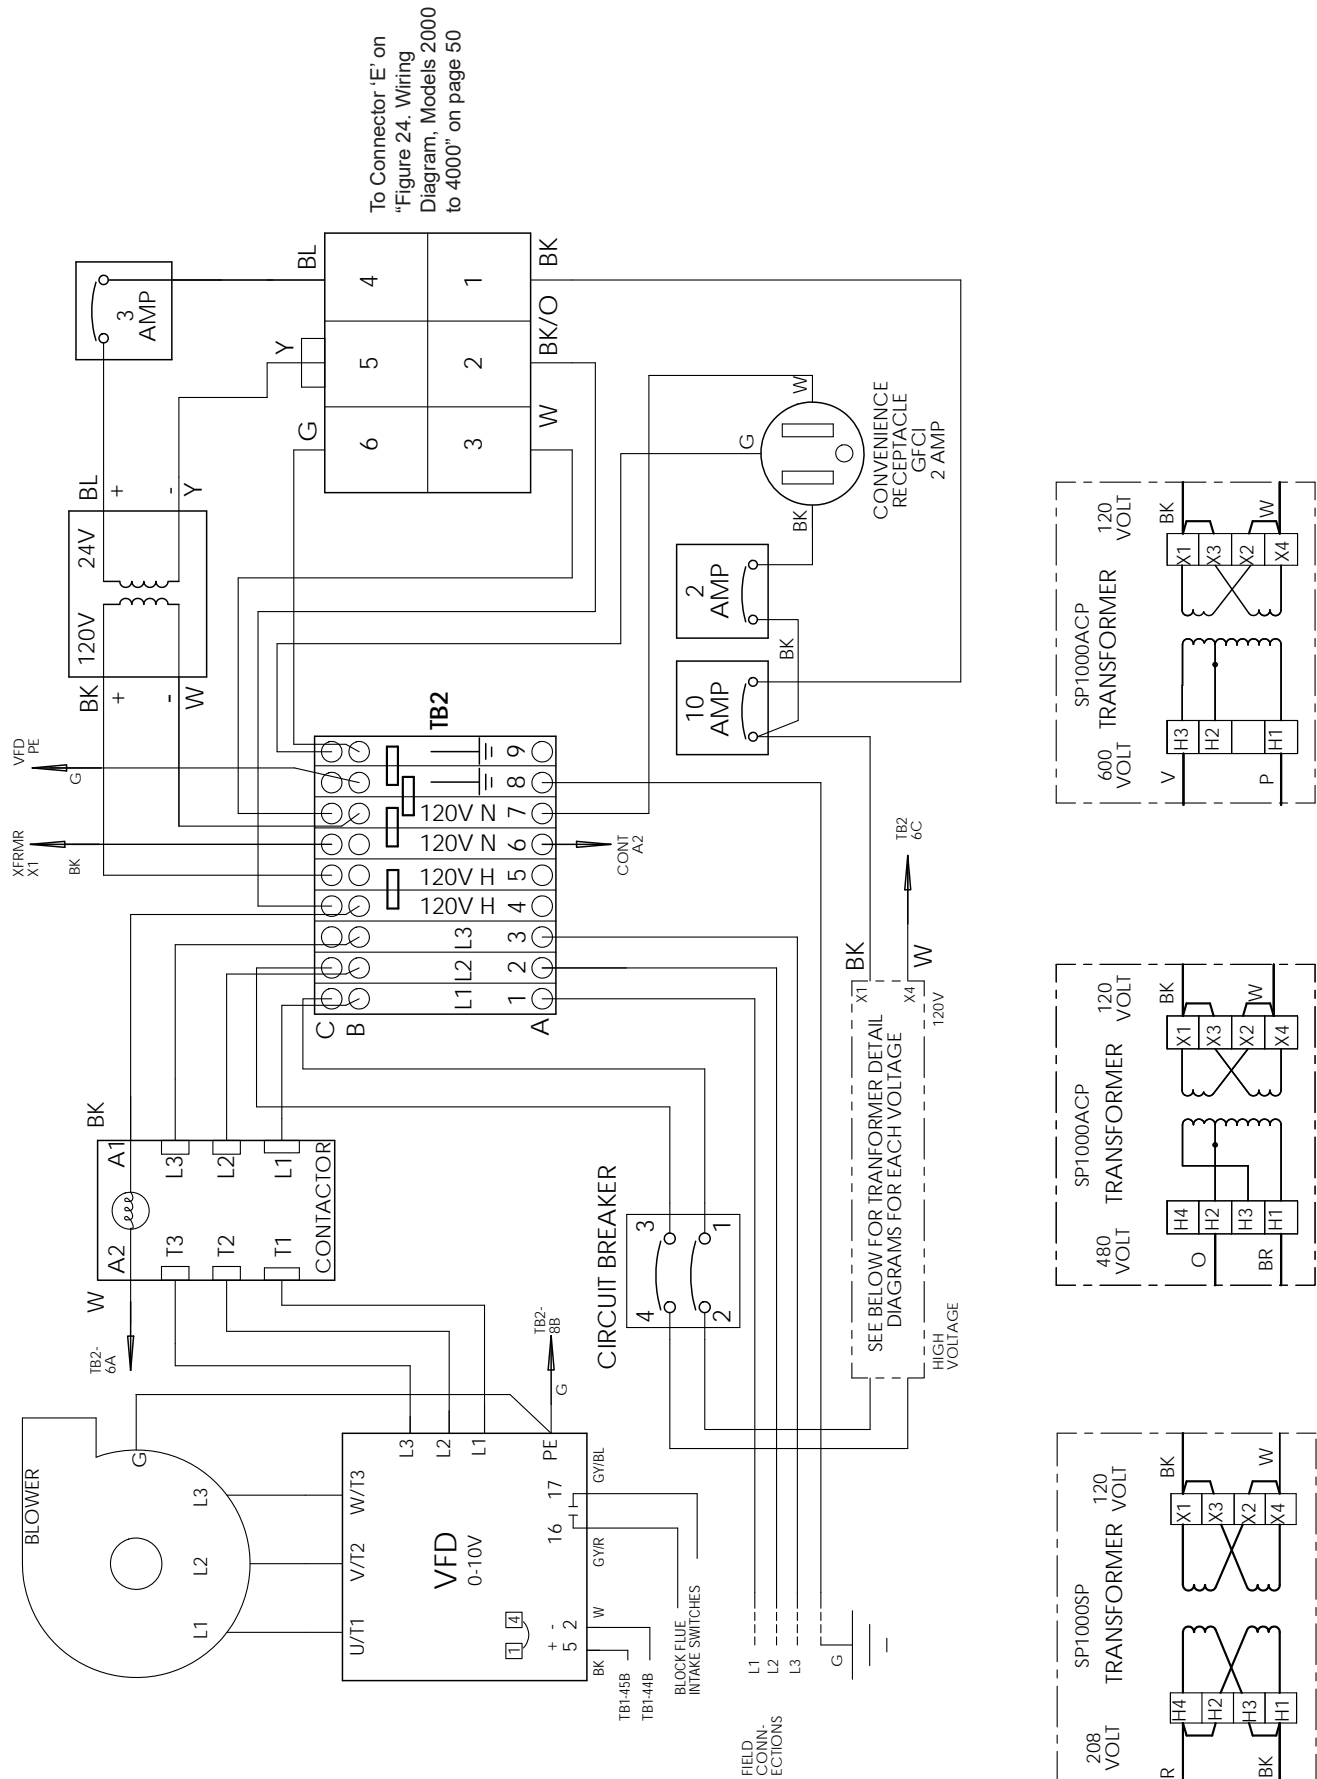 To Connector ‘E’ on
“Figure 24. Wiring
Diagram, Models 2000
to 4000” on page 50
3
AMP
BL
Y
G
4
5
6
1
2
3
BK
BK/O
W
BL
+
-
Y
24V
120V
BK
+
-
W
VFD
PE
G
XFRMR
X1
BK
TB2
9
8
120V N 7
120V N 6
120V H 5
120V H 4
L3 3
L2 2
L1 1
C
B
A
CONT
A2
W
G
BK
CONVENIENCE
RECEPTACLE
GFCI
2 AMP
2
AMP
BK
10
AMP
BK
TB2
6C
W
X1
X4
120V
SEE BELOW FOR TRANFORMER DETAIL
DIAGRAMS FOR EACH VOLTAGE
HIGH
VOLTAGE
BK
A1
A2
W
L3
L2
L1
T3
T2
T1
CONTACTOR
TB2-
6A
CIRCUIT BREAKER
3
1
4
2
TB2-
8B
G
BLOWER
G
L3
L2
L1
W/T3
V/T2
U/T1
L3
L2
L1
PE
VFD
0-10V
1 4
17
16
GY/BL
GY/R
+ -
5 2
BK
W
TB1-45B
TB1-44B
BLOCK FLUE
INTAKE SWITCHES
L1
L2
L3
G
FIELD
CONN-
ECTIONS
SP1000ACP
600
VOLT
TRANSFORMER
120
VOLT
V
P
H3
H2
H1
X1
X3
X2
X4
BK
W
SP1000ACP
480
VOLT
TRANSFORMER
120
VOLT
O
BR
H4
H2
H3
H1
X1
X3
X2
X4
BK
W
SP1000SP
208
VOLT
TRANSFORMER
120
VOLT
R
BK
H4
H2
H3
H1
X1
X3
X2
X4
BK
W